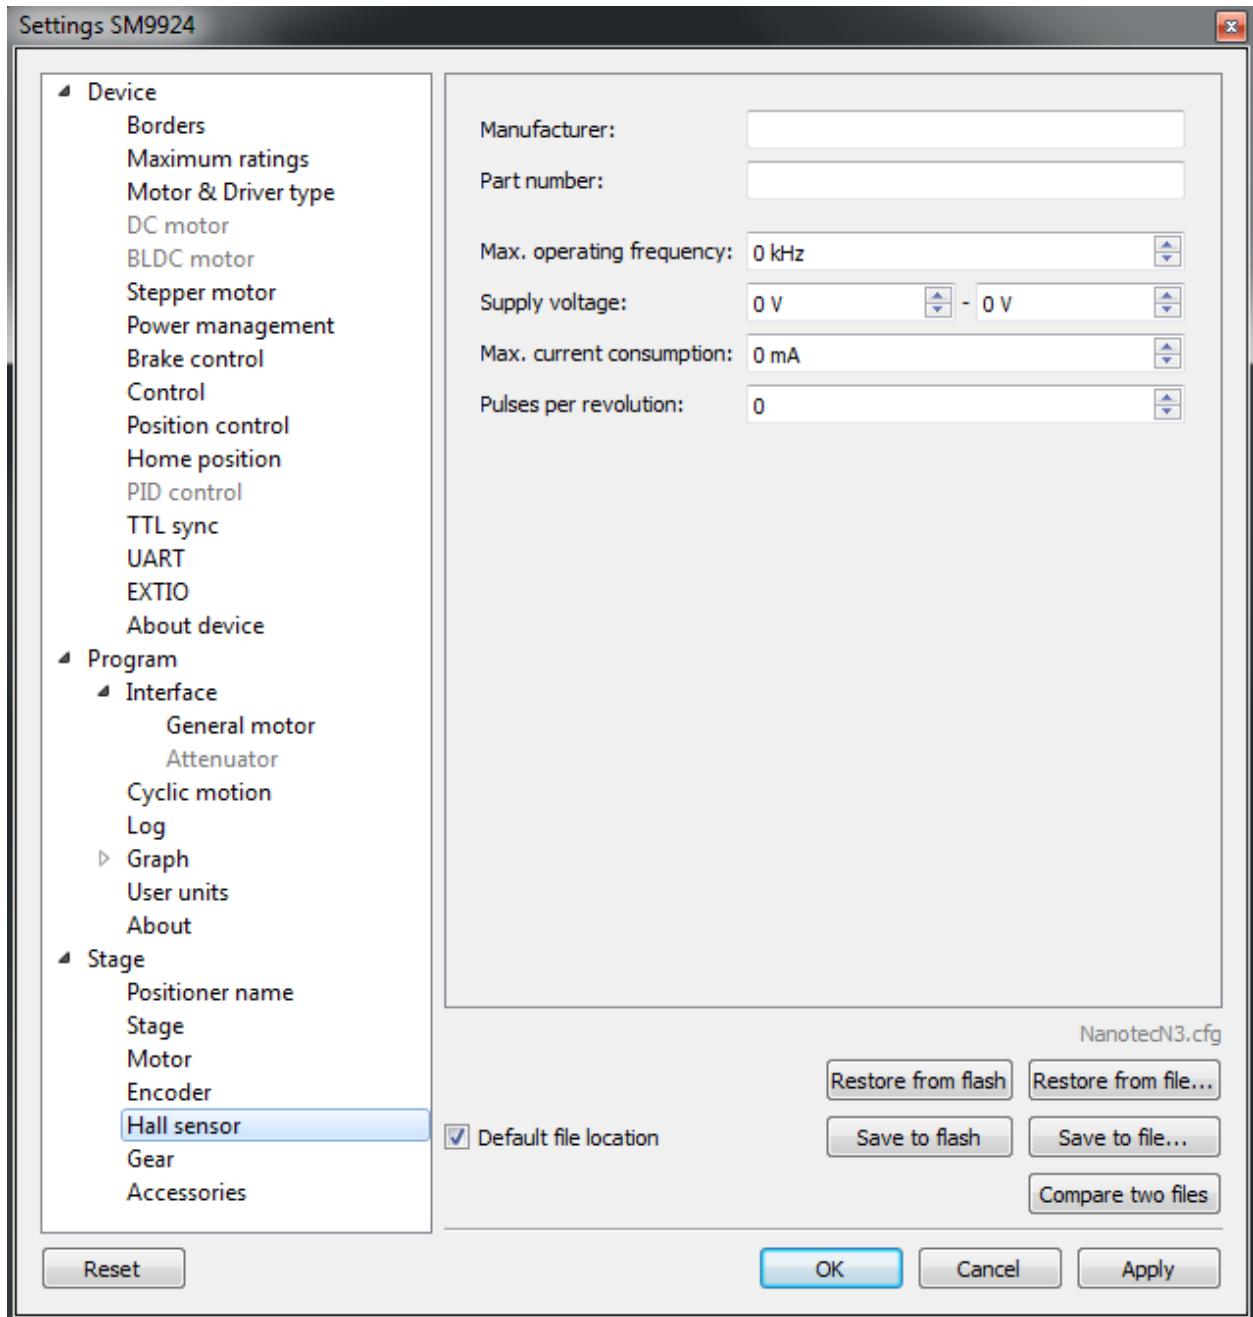 Settings SM9924
Device
Borders
Maximum ratings
Motor & Driver type
DC motor
BLDC motor
Stepper motor
Power management
Brake control
Control
Position control
Home position
PID control
TTL sync
UART
EXTIO
About device
Program
Interface
General motor
Attenuator
Cyclic motion
Log
Graph
User units
About
Stage
Positioner name
Stage
Motor
Encoder
Hall sensor
Gear
Accessories
Manufacturer:
Part number:
Max. operating frequency: 0 kHz
Supply voltage: 0 V - 0 V
Max. current consumption: 0 mA
Pulses per revolution: 0
NanotecN3.cfg
Restore from flash Restore from file...
Default file location Save to flash Save to file...
Compare two files
Reset OK Cancel Apply